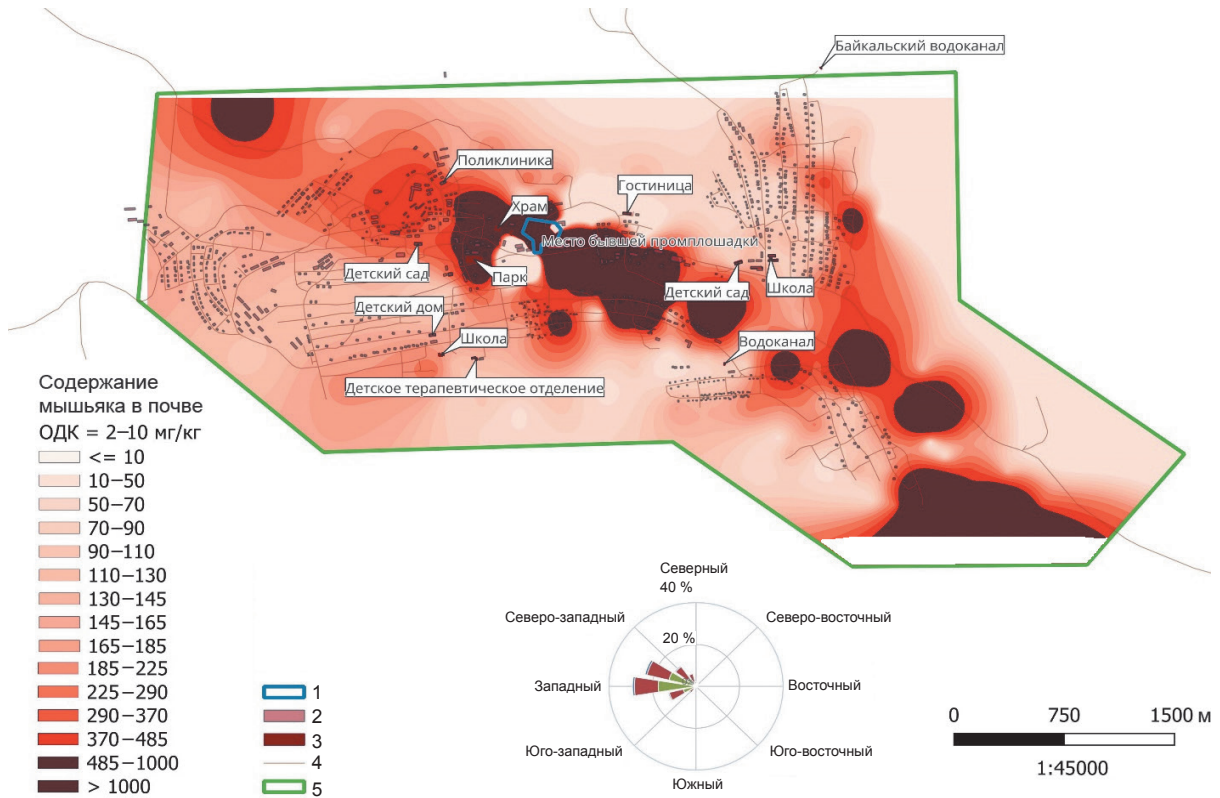 Байкальский водоканал
Поликлиника
Гостиница
Храм
Место бывшей промплошадки
Детский сад
Парк
Детский сад
Школа
Детский дом
Школа
Водоканал
Детское терапевтическое отделение
Содержание
мышьяка в почве
ОДК = 2–10 мг/кг
<= 10
10–50
50–70
70–90
90–110
110–130
130–145
145–165
165–185
185–225
225–290
290–370
370–485
485–1000
> 1000
1
2
3
4
5
Северный
40 %
Северо-западный
Северо-восточный
20 %
Западный
Восточный
Юго-западный
Юго-восточный
Южный
0 750 1500 м
1:45000